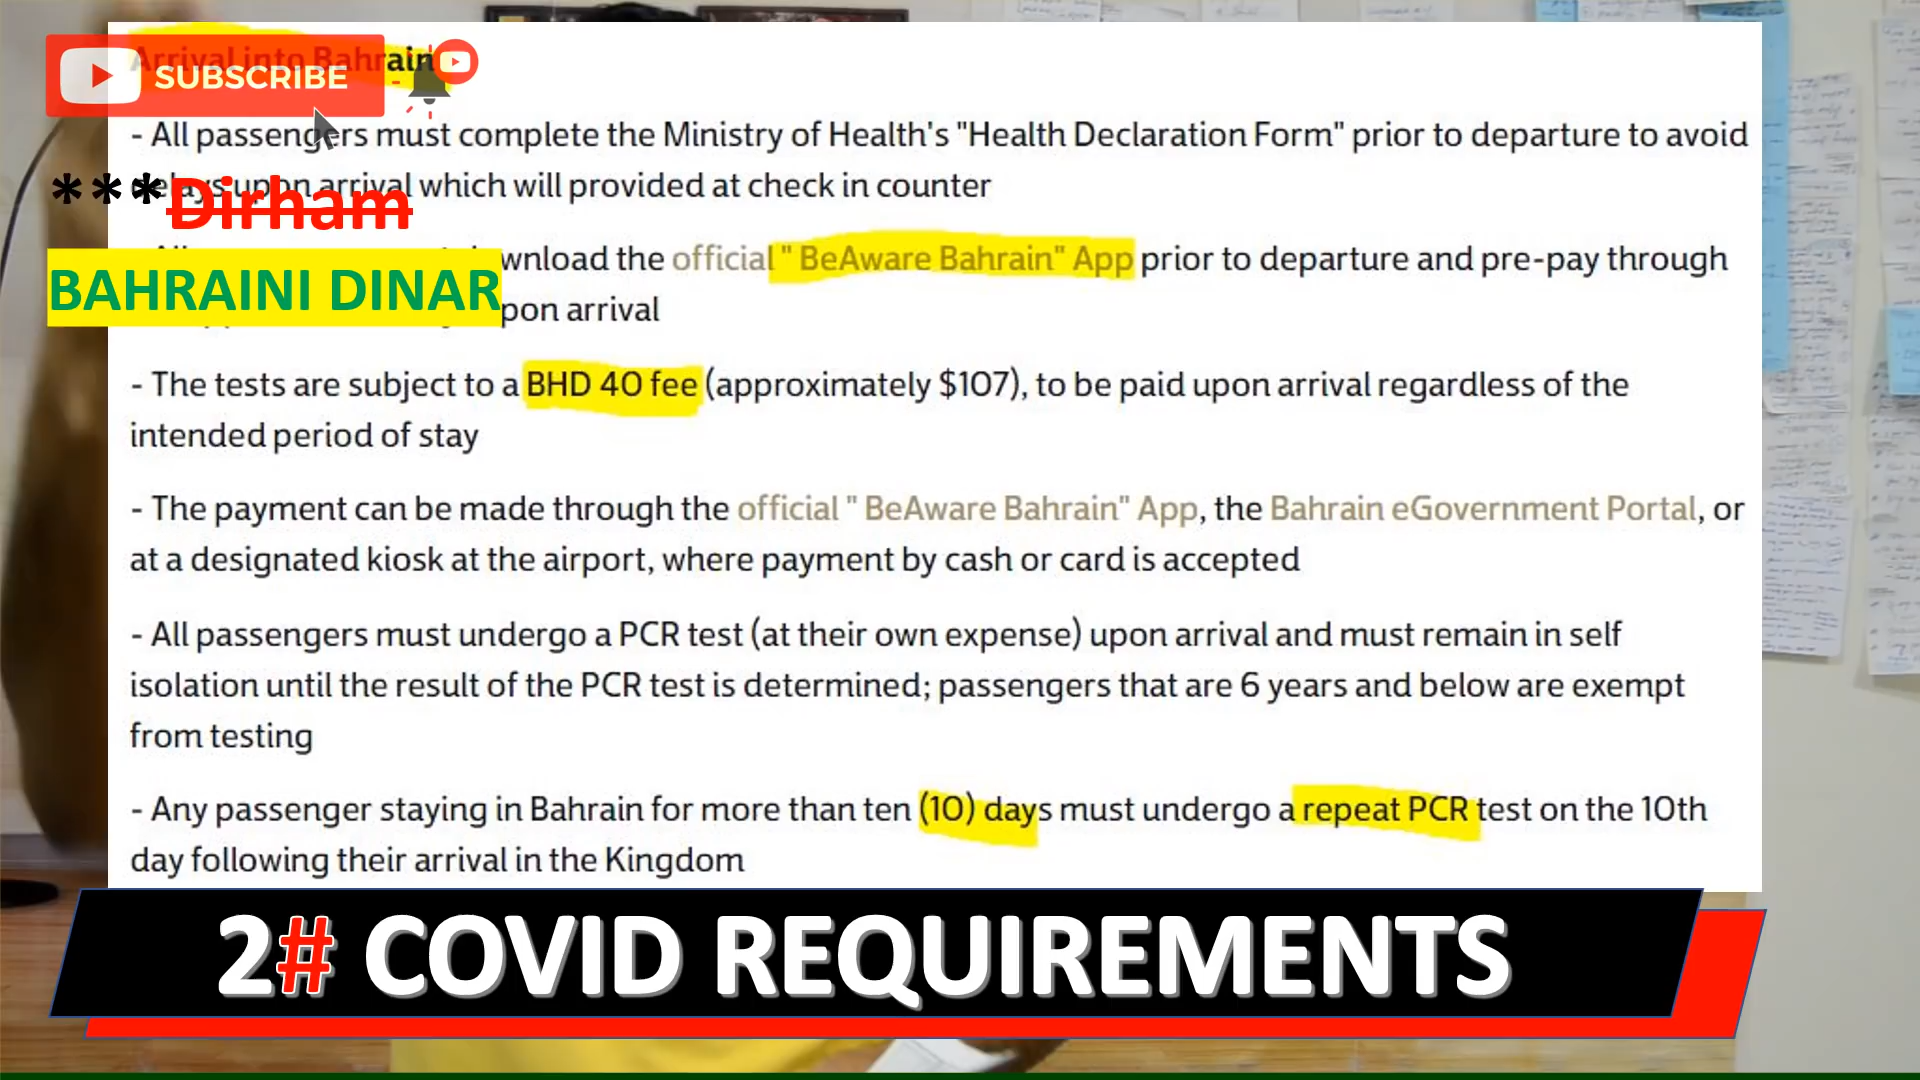 Arrival into Bahrain
SUBSCRIBE
- All passengers must complete the Ministry of Health's "Health Declaration Form" prior to departure to avoid
delays upon arrival which will provided at check in counter
***Dirham
wnload the official " BeAware Bahrain" App prior to departure and pre-pay through
BAHRAINI DINAR
pon arrival
- The tests are subject to a BHD 40 fee (approximately $107), to be paid upon arrival regardless of the
intended period of stay
- The payment can be made through the official " BeAware Bahrain" App, the Bahrain eGovernment Portal, or
at a designated kiosk at the airport, where payment by cash or card is accepted
- All passengers must undergo a PCR test (at their own expense) upon arrival and must remain in self
isolation until the result of the PCR test is determined; passengers that are 6 years and below are exempt
from testing
- Any passenger staying in Bahrain for more than ten (10) days must undergo a repeat PCR test on the 10th
day following their arrival in the Kingdom
2# COVID REQUIREMENTS